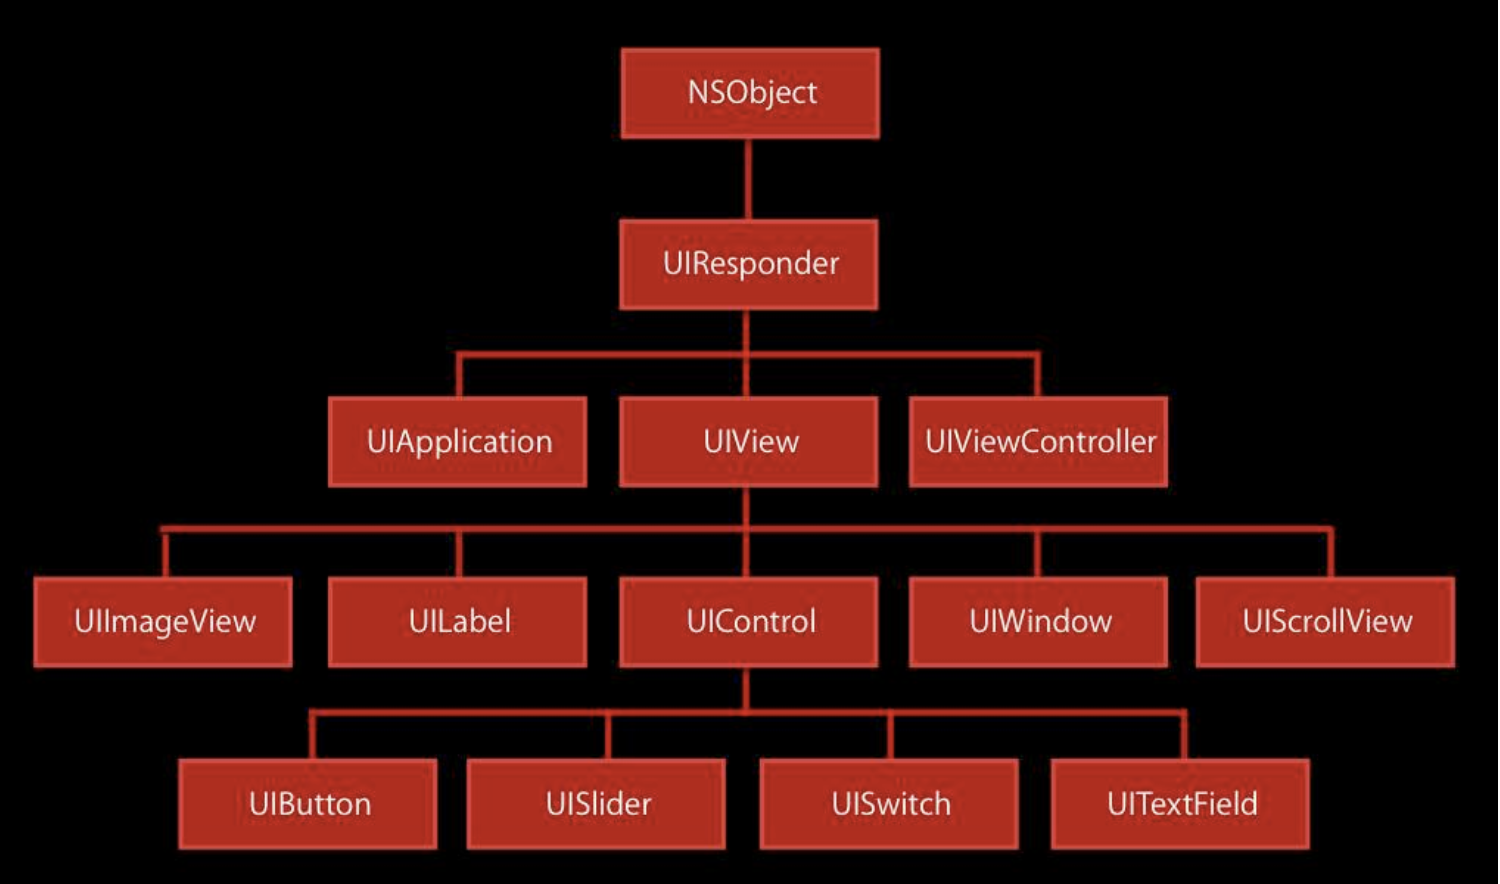 NSObject
UIResponder
UIApplication
UIView
UIViewController
UIImageView
UILabel
UIControl
UIWindow
UIScrollView
UIButton
UISlider
UISwitch
UITextField